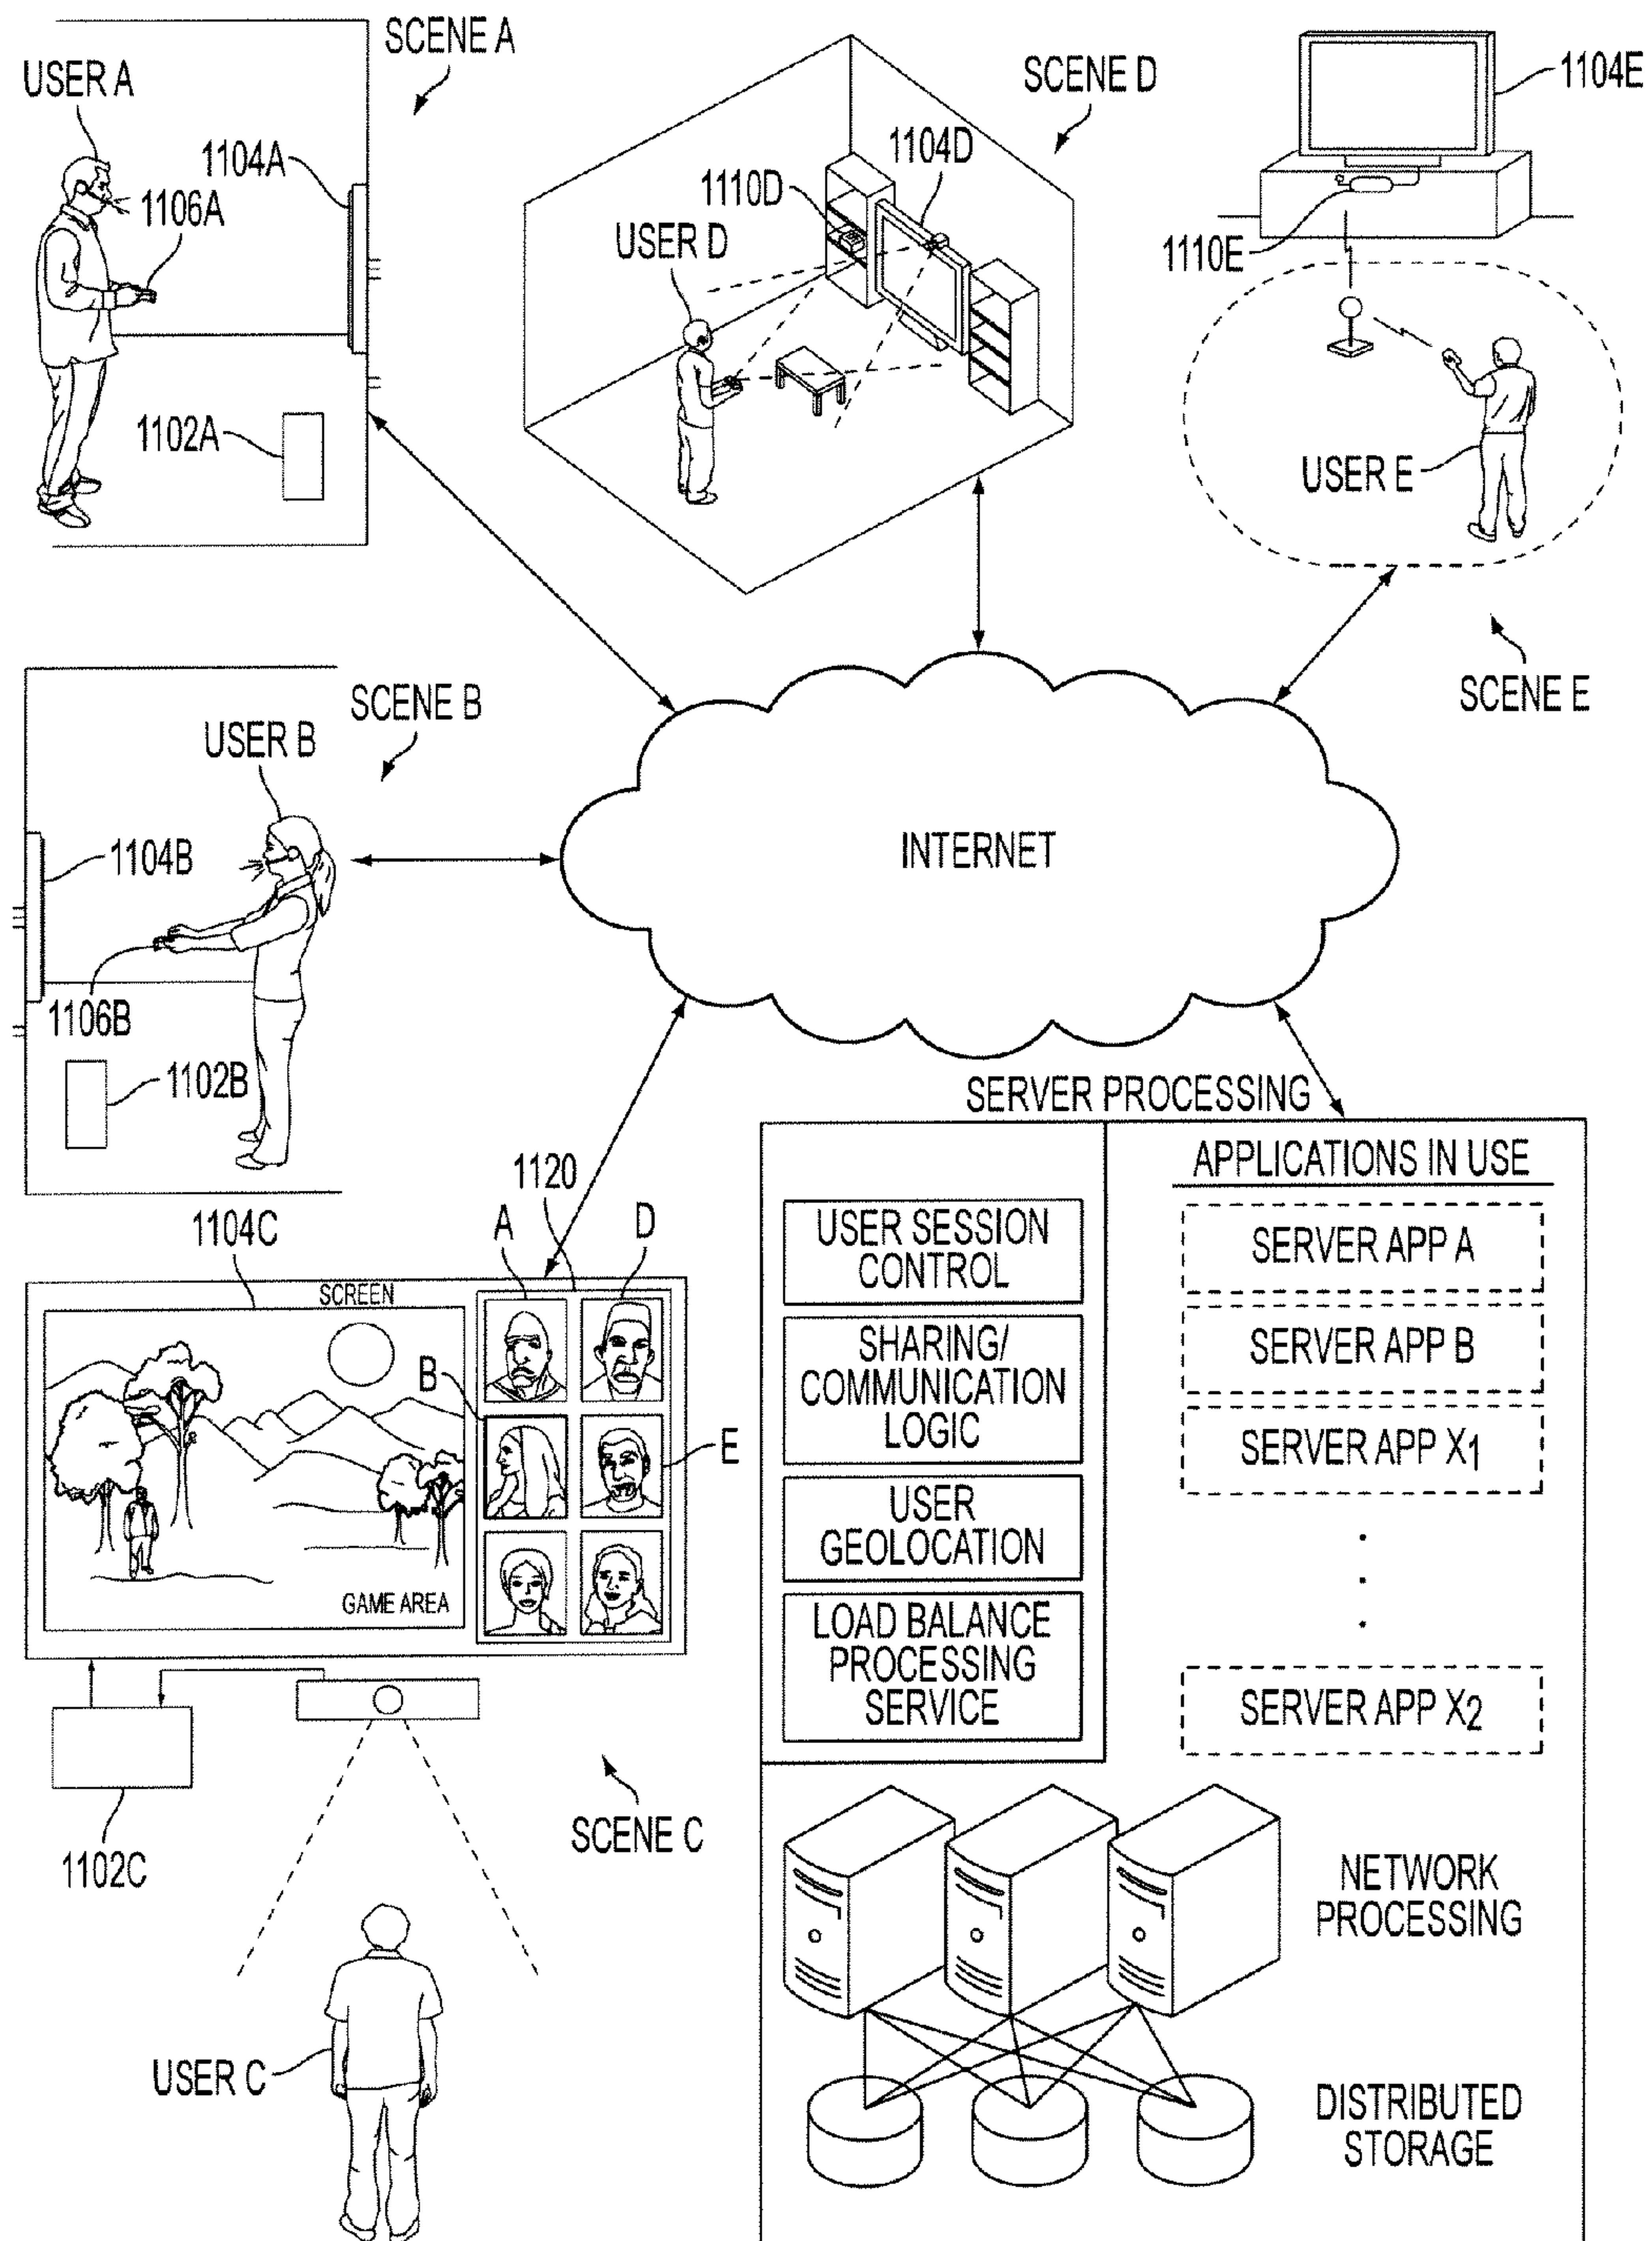 SCENE A
USER A
1104A
1106A
1102A
SCENE D
1104D
1110D
USER D
1104E
1110E
USER E
SCENE E
SCENE B
USER B
1104B
1106B
1102B
INTERNET
1120
A
D
1104C
SCREEN
B
E
GAME AREA
1102C
SCENE C
USER C
SERVER PROCESSING
USER SESSION
CONTROL
SHARING/
COMMUNICATION
LOGIC
USER
GEOLOCATION
LOAD BALANCE
PROCESSING
SERVICE
APPLICATIONS IN USE
SERVER APP A
SERVER APP B
SERVER APP X1
.
.
.
SERVER APP X2
NETWORK
PROCESSING
DISTRIBUTED
STORAGE